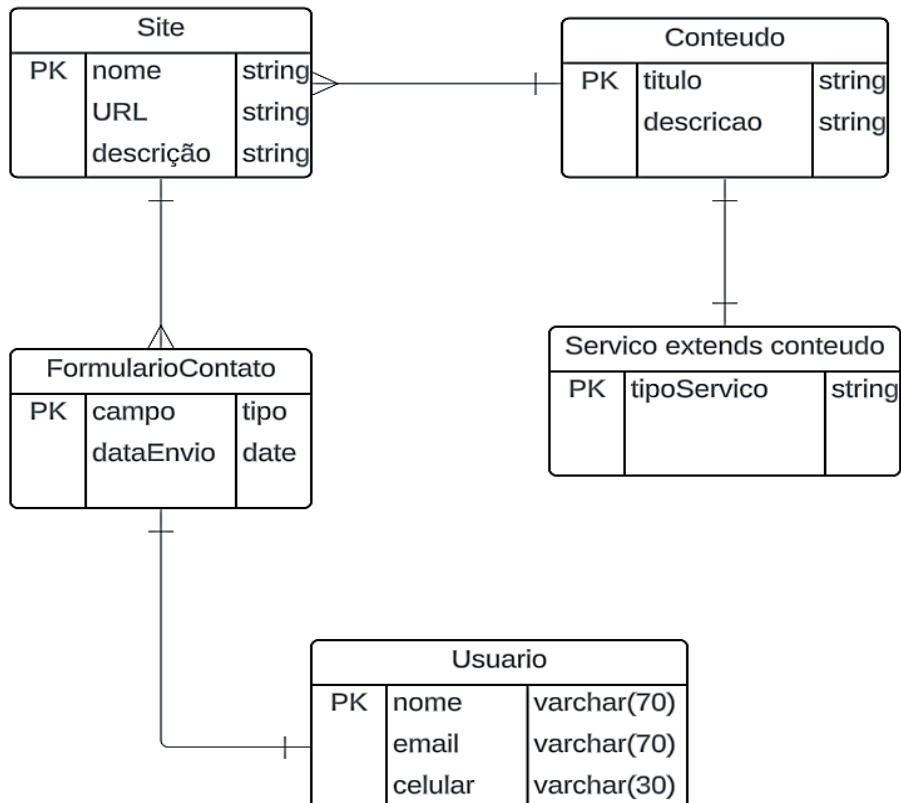 Site
PK nome string
URL string
descrição string
Conteudo
PK titulo string
descricao string
FormularioContato
PK campo tipo
dataEnvio date
Servico extends conteudo
PK tipoServico string
Usuario
PK nome varchar(70)
email varchar(70)
celular varchar(30)